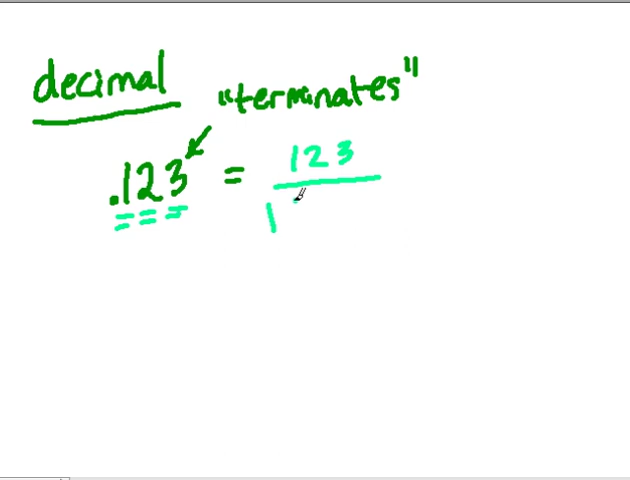 decimal
"terminates"
.123 = 123
1